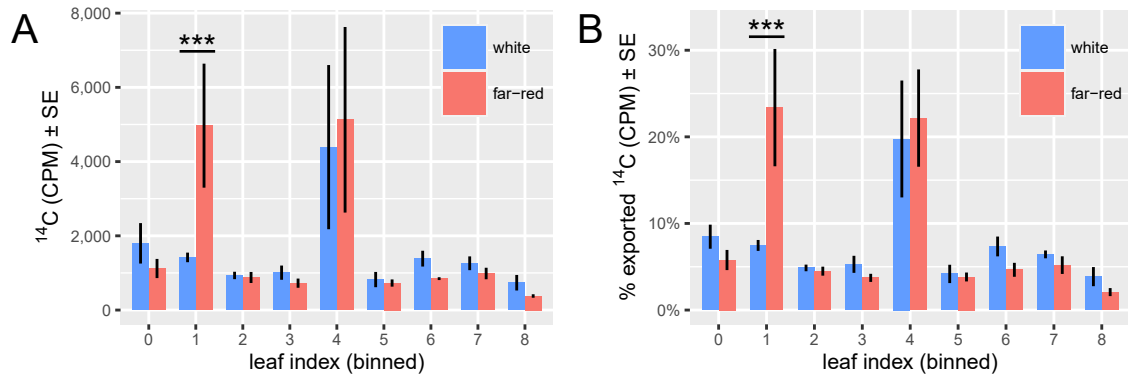 A
8,000
6,000
4,000
2,000
0
¹⁴C (CPM) ± SE
***
white
far−red
0 1 2 3 4 5 6 7 8
leaf index (binned)
B
30%
20%
10%
0%
% exported ¹⁴C (CPM) ± SE
***
white
far−red
0 1 2 3 4 5 6 7 8
leaf index (binned)